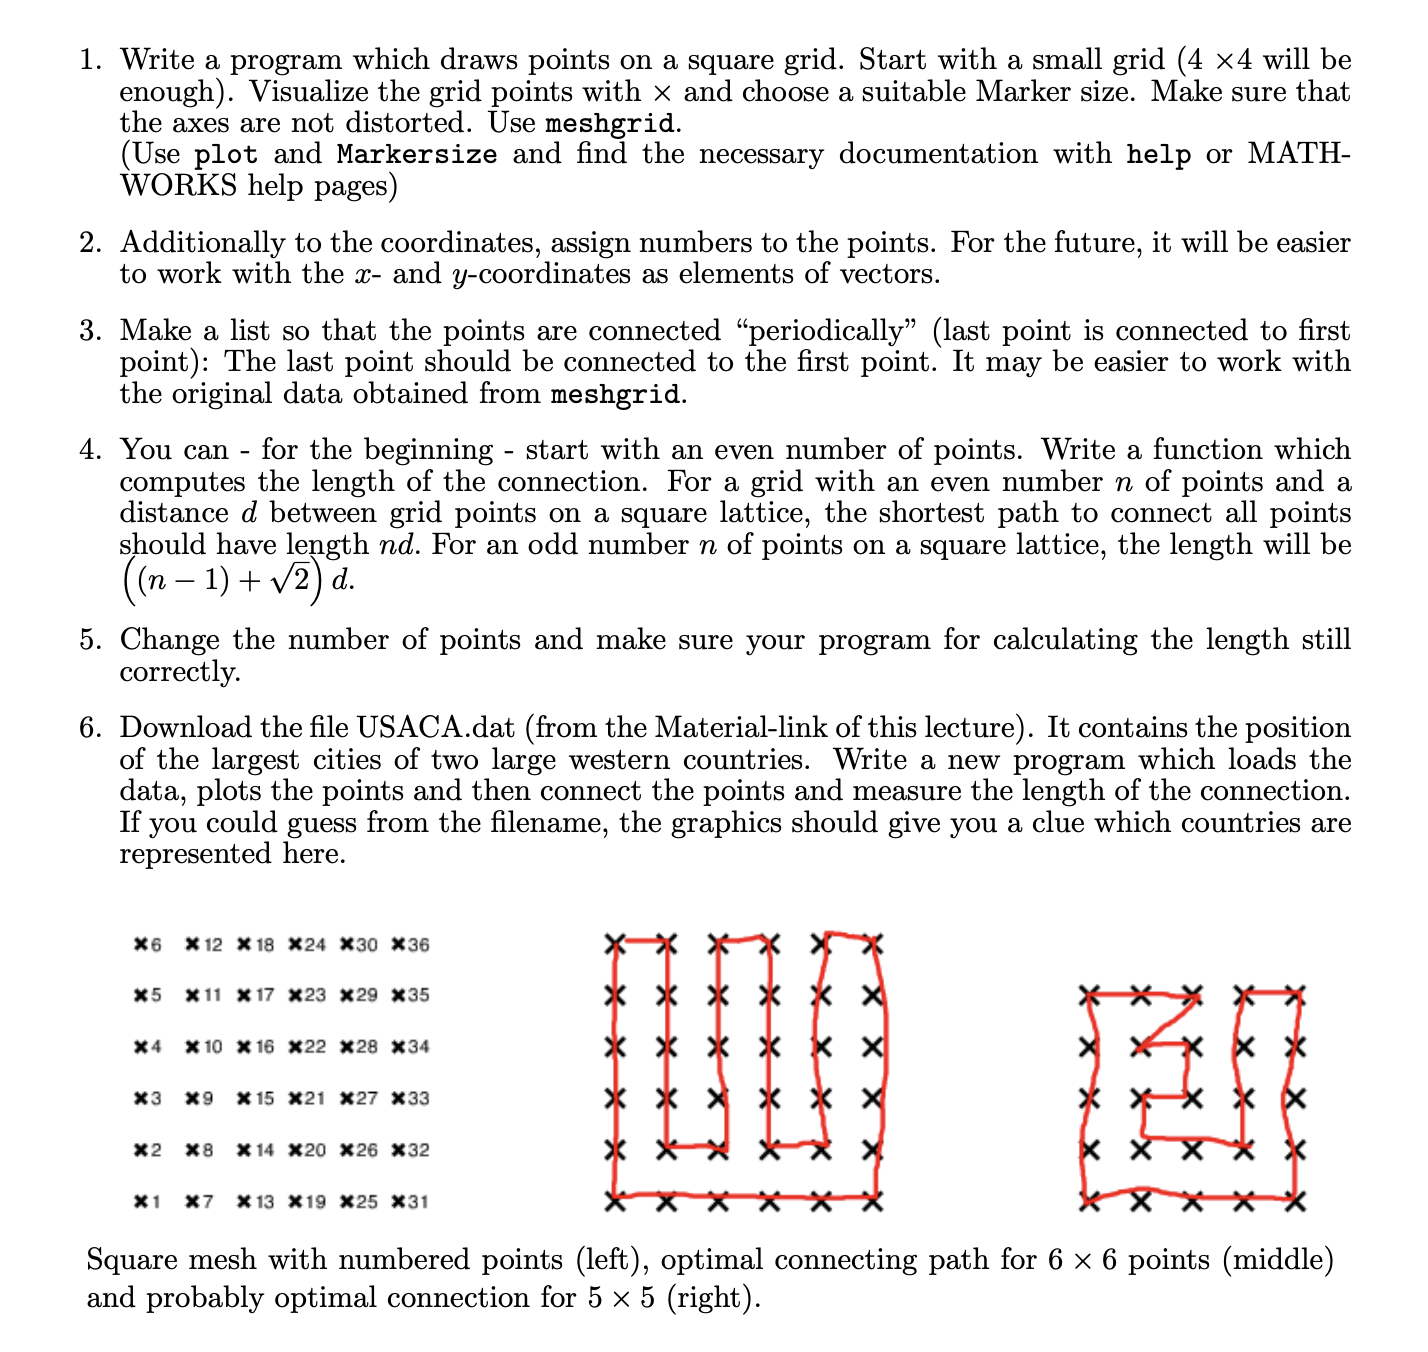 1. Write a program which draws points on a square grid. Start with a small grid (4 ×4 will be
enough). Visualize the grid points with × and choose a suitable Marker size. Make sure that
the axes are not distorted. Use meshgrid.
(Use plot and Markersize and find the necessary documentation with help or MATH-
WORKS help pages)
2. Additionally to the coordinates, assign numbers to the points. For the future, it will be easier
to work with the x- and y-coordinates as elements of vectors.
3. Make a list so that the points are connected “periodically” (last point is connected to first
point): The last point should be connected to the first point. It may be easier to work with
the original data obtained from meshgrid.
4. You can - for the beginning - start with an even number of points. Write a function which
computes the length of the connection. For a grid with an even number n of points and a
distance d between grid points on a square lattice, the shortest path to connect all points
should have length nd. For an odd number n of points on a square lattice, the length will be
((n − 1) + √2) d.
5. Change the number of points and make sure your program for calculating the length still
correctly.
6. Download the file USACA.dat (from the Material-link of this lecture). It contains the position
of the largest cities of two large western countries. Write a new program which loads the
data, plots the points and then connect the points and measure the length of the connection.
If you could guess from the filename, the graphics should give you a clue which countries are
represented here.
×6 ×12 ×18 ×24 ×30 ×36
×5 ×11 ×17 ×23 ×29 ×35
×4 ×10 ×16 ×22 ×28 ×34
×3 ×9 ×15 ×21 ×27 ×33
×2 ×8 ×14 ×20 ×26 ×32
×1 ×7 ×13 ×19 ×25 ×31
Square mesh with numbered points (left), optimal connecting path for 6 × 6 points (middle)
and probably optimal connection for 5 × 5 (right).